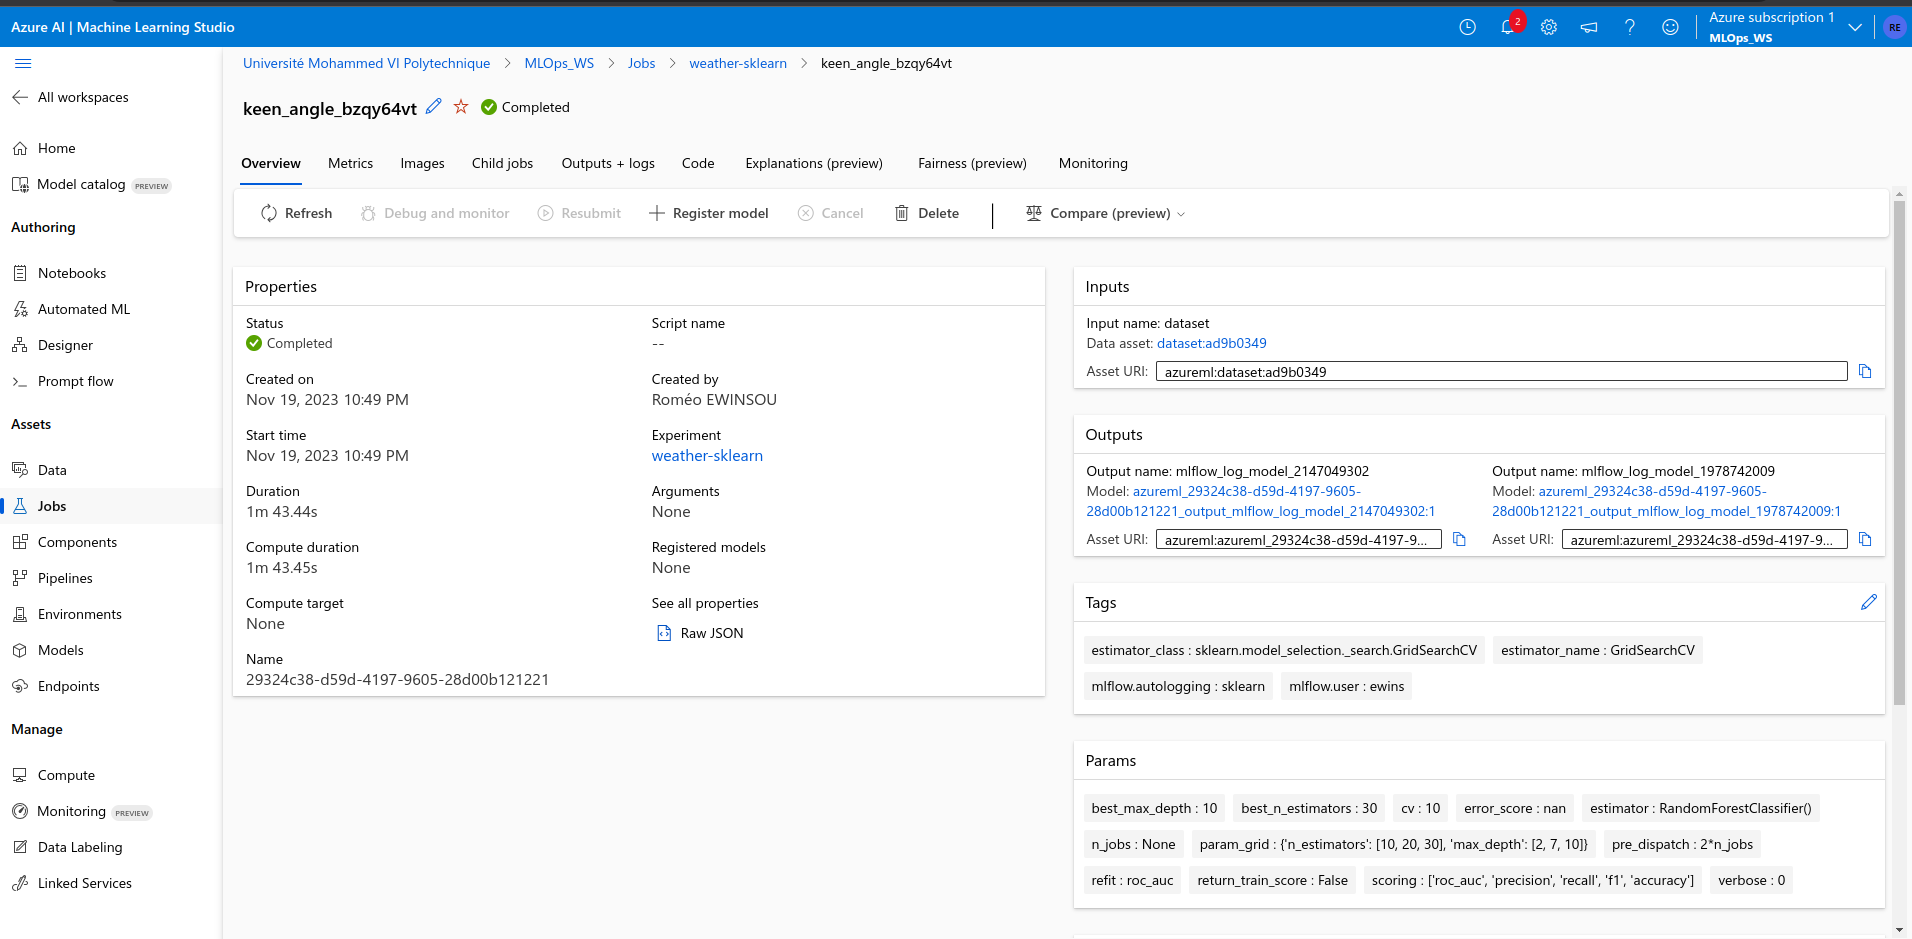 Azure AI | Machine Learning Studio
2
Azure subscription 1
MLOps_WS
RE
All workspaces
Home
Model catalog PREVIEW
Authoring
Notebooks
Automated ML
Designer
Prompt flow
Assets
Data
Jobs
Components
Pipelines
Environments
Models
Endpoints
Manage
Compute
Monitoring PREVIEW
Data Labeling
Linked Services
Université Mohammed VI Polytechnique > MLOps_WS > Jobs > weather-sklearn > keen_angle_bzqy64vt
keen_angle_bzqy64vt Completed
Overview Metrics Images Child jobs Outputs + logs Code Explanations (preview) Fairness (preview) Monitoring
Refresh Debug and monitor Resubmit Register model Cancel Delete Compare (preview)
Properties
Status
Completed
Created on
Nov 19, 2023 10:49 PM
Start time
Nov 19, 2023 10:49 PM
Duration
1m 43.44s
Compute duration
1m 43.45s
Compute target
None
Name
29324c38-d59d-4197-9605-28d00b121221
Script name
--
Created by
Roméo EWINSOU
Experiment
weather-sklearn
Arguments
None
Registered models
None
See all properties
Raw JSON
Inputs
Input name: dataset
Data asset: dataset:ad9b0349
Asset URI: azureml:dataset:ad9b0349
Outputs
Output name: mlflow_log_model_2147049302
Model: azureml_29324c38-d59d-4197-9605-
28d00b121221_output_mlflow_log_model_2147049302:1
Asset URI: azureml:azureml_29324c38-d59d-4197-9...
Output name: mlflow_log_model_1978742009
Model: azureml_29324c38-d59d-4197-9605-
28d00b121221_output_mlflow_log_model_1978742009:1
Asset URI: azureml:azureml_29324c38-d59d-4197-9...
Tags
estimator_class : sklearn.model_selection._search.GridSearchCV estimator_name : GridSearchCV
mlflow.autologging : sklearn mlflow.user : ewins
Params
best_max_depth : 10 best_n_estimators : 30 cv : 10 error_score : nan estimator : RandomForestClassifier()
n_jobs : None param_grid : {'n_estimators': [10, 20, 30], 'max_depth': [2, 7, 10]} pre_dispatch : 2*n_jobs
refit : roc_auc return_train_score : False scoring : ['roc_auc', 'precision', 'recall', 'f1', 'accuracy'] verbose : 0